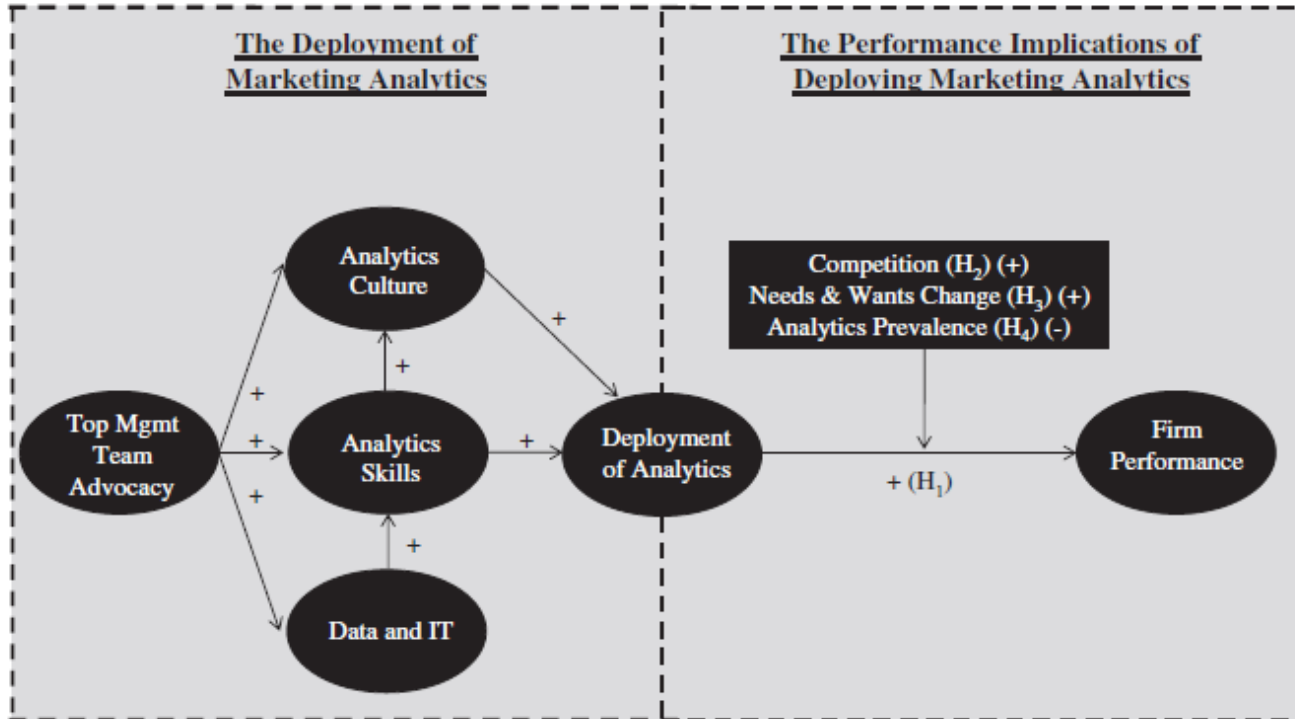 The Deployment of
Marketing Analytics
The Performance Implications of
Deploying Marketing Analytics
Analytics
Culture
Competition (H₂) (+)
Needs & Wants Change (H₃) (+)
Analytics Prevalence (H₄) (-)
+
+
+
Top Mgmt
Team
Advocacy
+
Analytics
Skills
+
Deployment
of Analytics
+ (H₁)
Firm
Performance
+
+
Data and IT